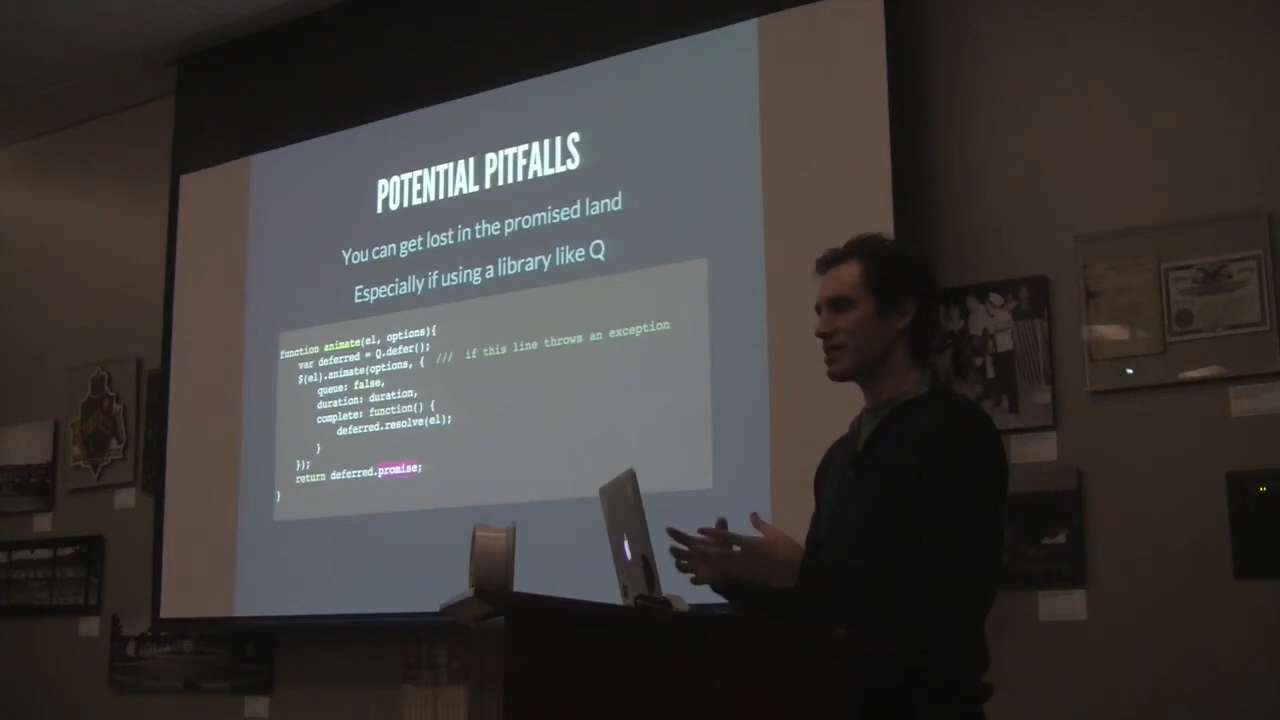 POTENTIAL PITFALLS
You can get lost in the promised land
Especially if using a library like Q
function animate(el, options){
var deferred = Q.defer();
$(el).animate(options, { /// if this line throws an exception
queue: false,
duration: duration,
complete: function() {
deferred.resolve(el);
}
});
return deferred.promise;
}